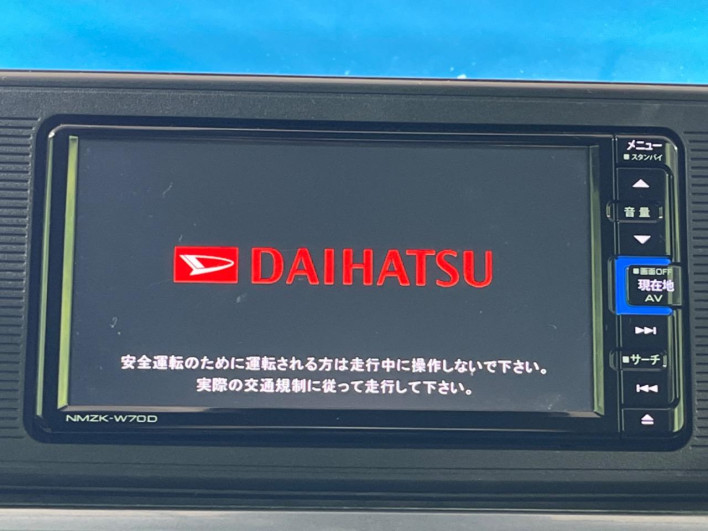 DAIHATSU
安全運転のために運転される方は走行中に操作しないで下さい。
実際の交通規制に従って走行して下さい。
NMZK-W70D
メニュー
■スタンバイ
音量
■画面OFF
現在地
AV
■サーチ